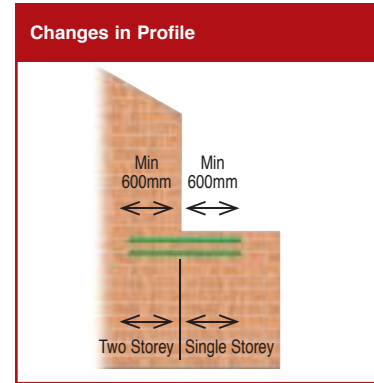 Changes in Profile
Min Min
600mm 600mm
Two Storey Single Storey